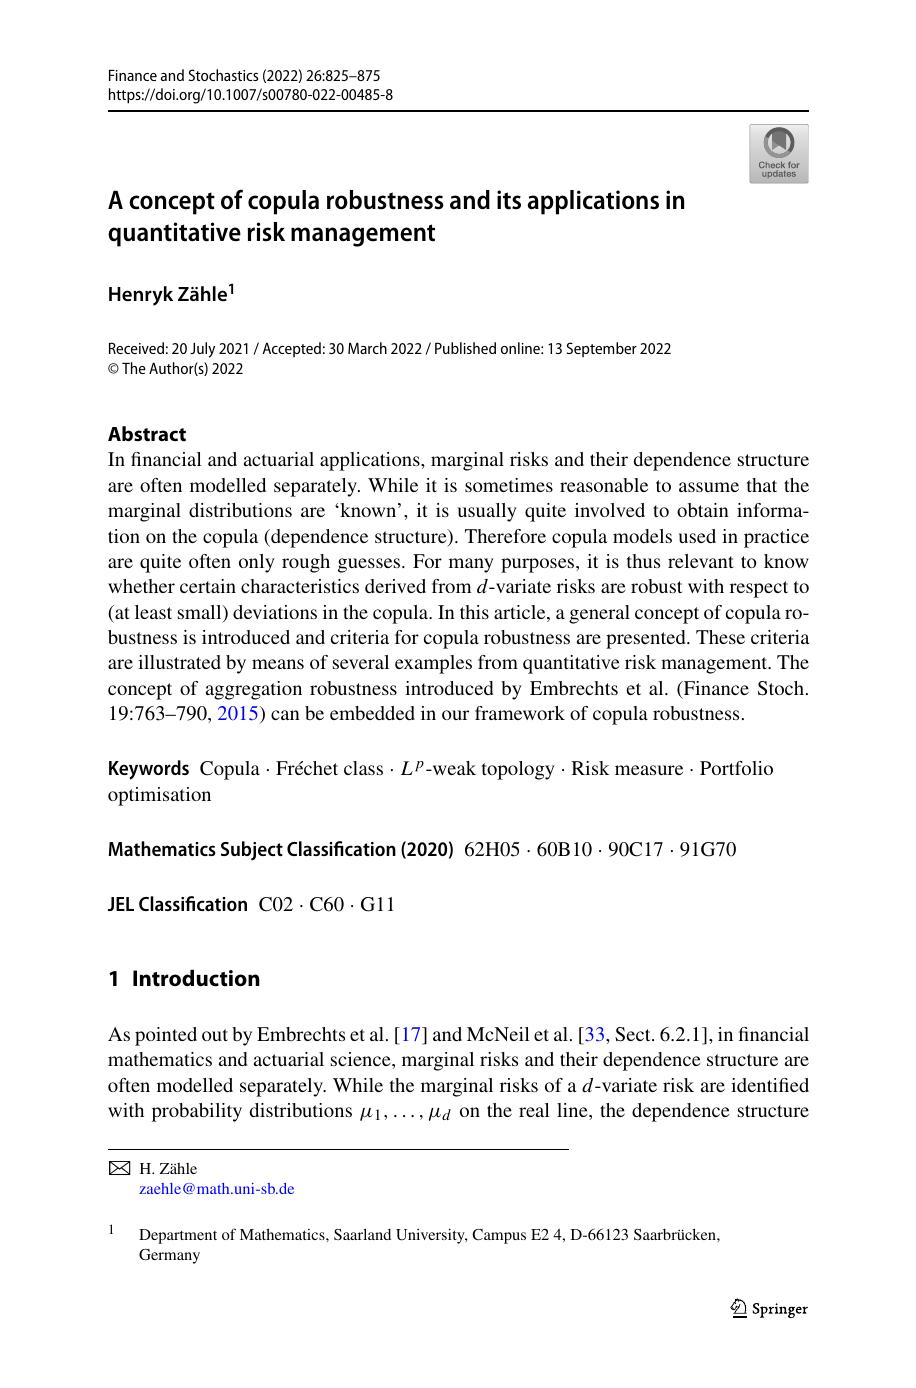 Finance and Stochastics (2022) 26:825–875
https://doi.org/10.1007/s00780-022-00485-8
Check for
updates
A concept of copula robustness and its applications in
quantitative risk management
Henryk Zähle¹
Received: 20 July 2021 / Accepted: 30 March 2022 / Published online: 13 September 2022
© The Author(s) 2022
Abstract
In financial and actuarial applications, marginal risks and their dependence structure
are often modelled separately. While it is sometimes reasonable to assume that the
marginal distributions are ‘known’, it is usually quite involved to obtain informa-
tion on the copula (dependence structure). Therefore copula models used in practice
are quite often only rough guesses. For many purposes, it is thus relevant to know
whether certain characteristics derived from d-variate risks are robust with respect to
(at least small) deviations in the copula. In this article, a general concept of copula ro-
bustness is introduced and criteria for copula robustness are presented. These criteria
are illustrated by means of several examples from quantitative risk management. The
concept of aggregation robustness introduced by Embrechts et al. (Finance Stoch.
19:763–790, 2015) can be embedded in our framework of copula robustness.
Keywords Copula · Fréchet class · Lᵖ-weak topology · Risk measure · Portfolio
optimisation
Mathematics Subject Classification (2020) 62H05 · 60B10 · 90C17 · 91G70
JEL Classification C02 · C60 · G11
1 Introduction
As pointed out by Embrechts et al. [17] and McNeil et al. [33, Sect. 6.2.1], in financial
mathematics and actuarial science, marginal risks and their dependence structure are
often modelled separately. While the marginal risks of a d-variate risk are identified
with probability distributions μ₁, . . . , μ_d on the real line, the dependence structure
H. Zähle
zaehle@math.uni-sb.de
1 Department of Mathematics, Saarland University, Campus E2 4, D-66123 Saarbrücken,
Germany
Springer